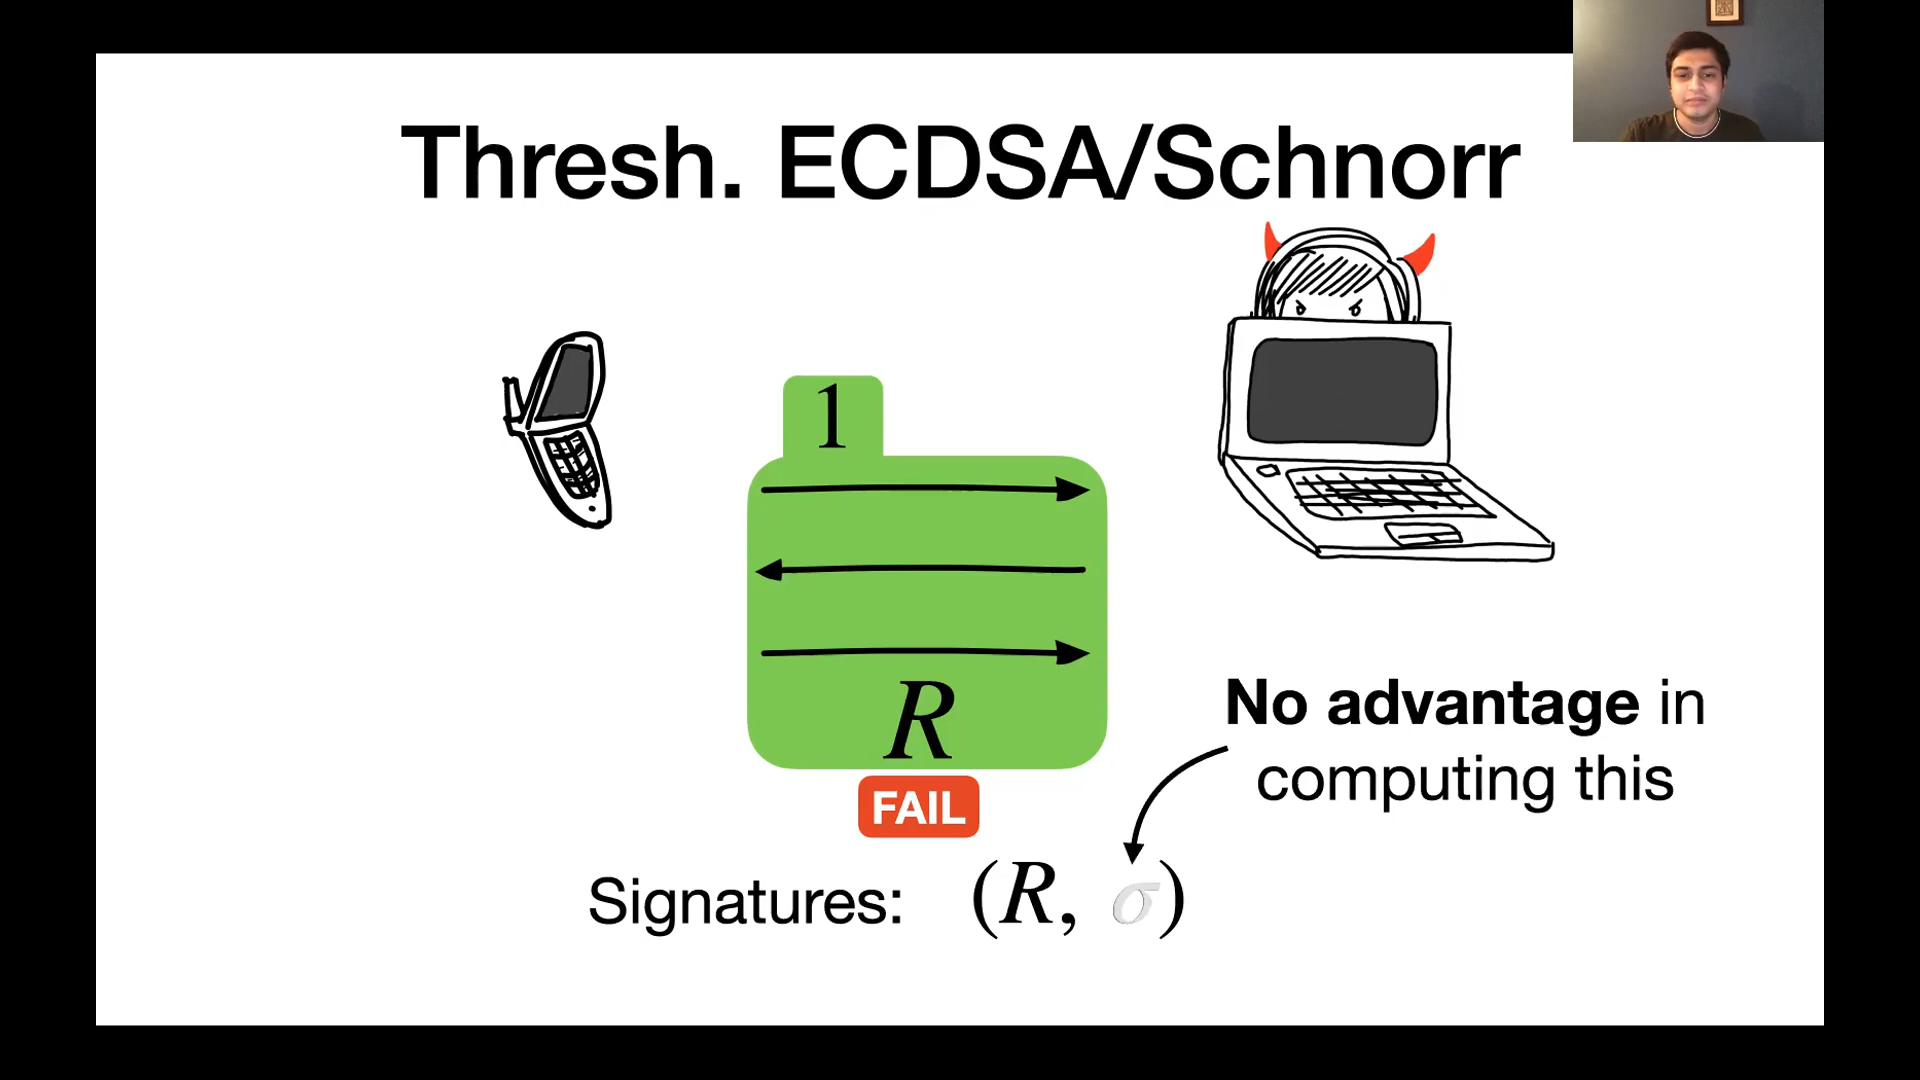 Thresh. ECDSA/Schnorr
1
R
FAIL
No advantage in
computing this
Signatures: (R, σ)